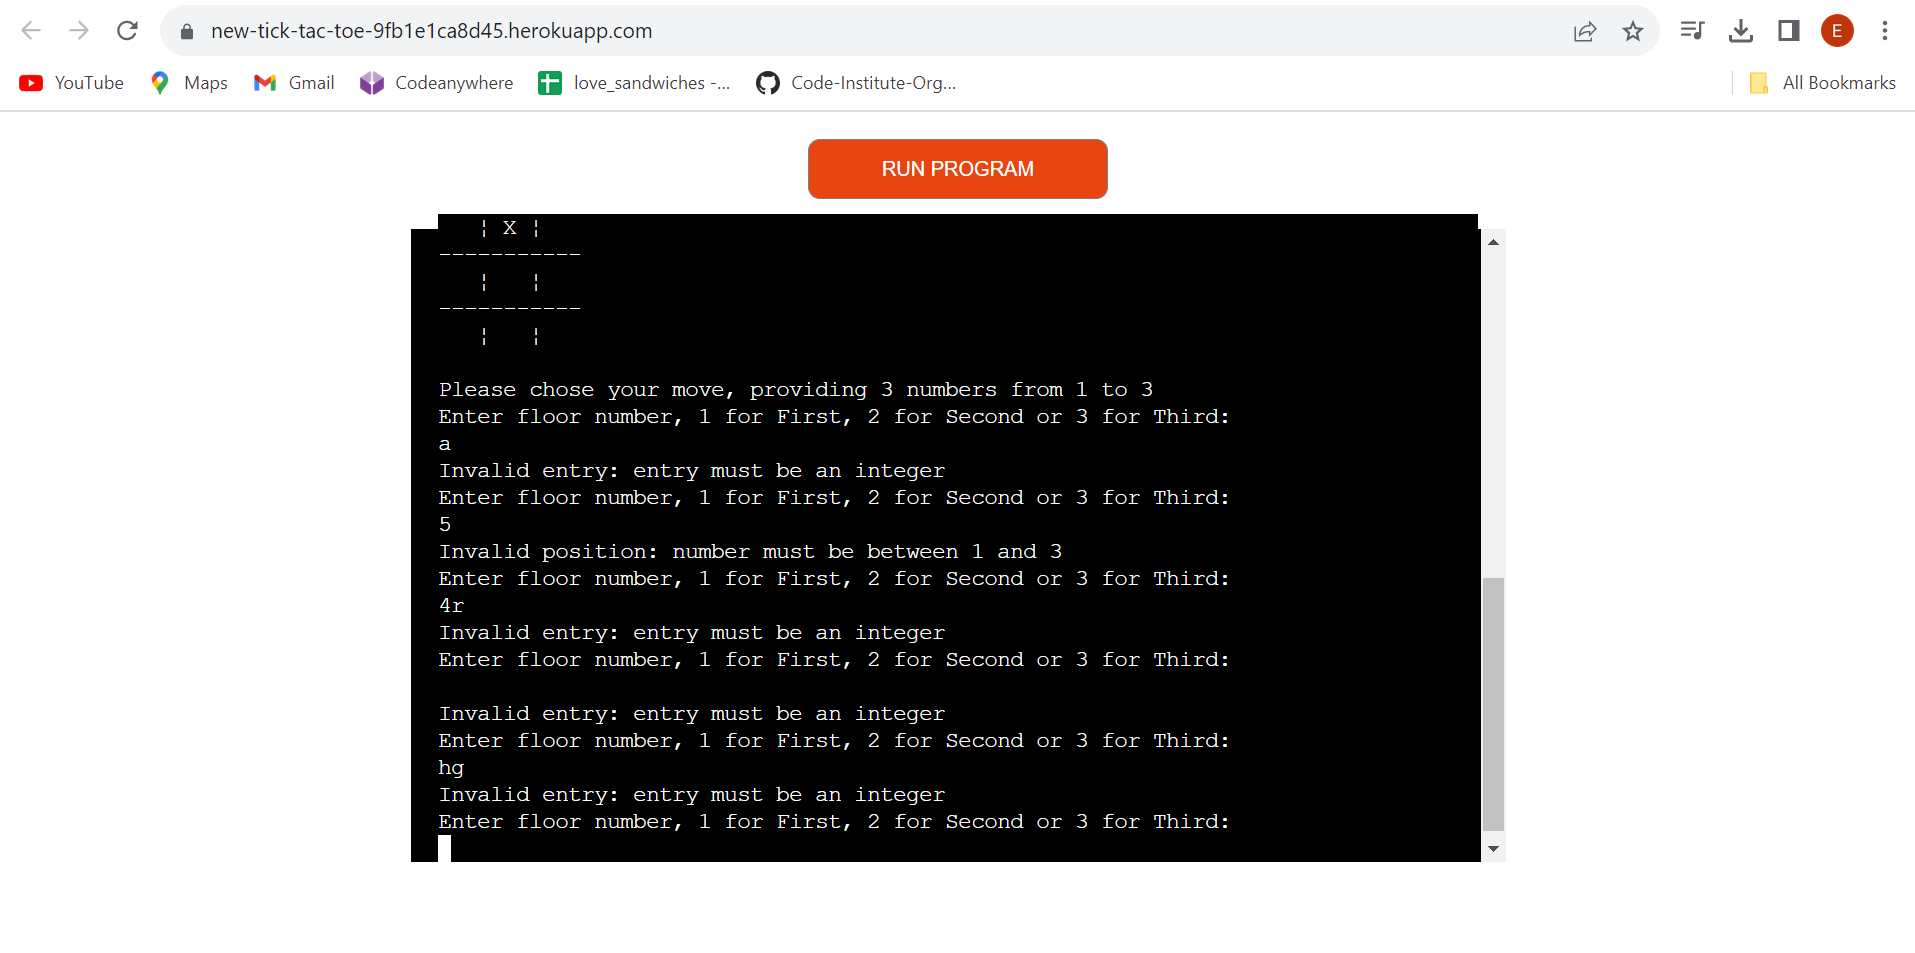 new-tick-tac-toe-9fb1e1ca8d45.herokuapp.com
E
YouTube Maps Gmail Codeanywhere love_sandwiches -... Code-Institute-Org... All Bookmarks
RUN PROGRAM
¦ X ¦
-----------
¦ ¦
-----------
¦ ¦
Please chose your move, providing 3 numbers from 1 to 3
Enter floor number, 1 for First, 2 for Second or 3 for Third:
a
Invalid entry: entry must be an integer
Enter floor number, 1 for First, 2 for Second or 3 for Third:
5
Invalid position: number must be between 1 and 3
Enter floor number, 1 for First, 2 for Second or 3 for Third:
4r
Invalid entry: entry must be an integer
Enter floor number, 1 for First, 2 for Second or 3 for Third:
Invalid entry: entry must be an integer
Enter floor number, 1 for First, 2 for Second or 3 for Third:
hg
Invalid entry: entry must be an integer
Enter floor number, 1 for First, 2 for Second or 3 for Third: